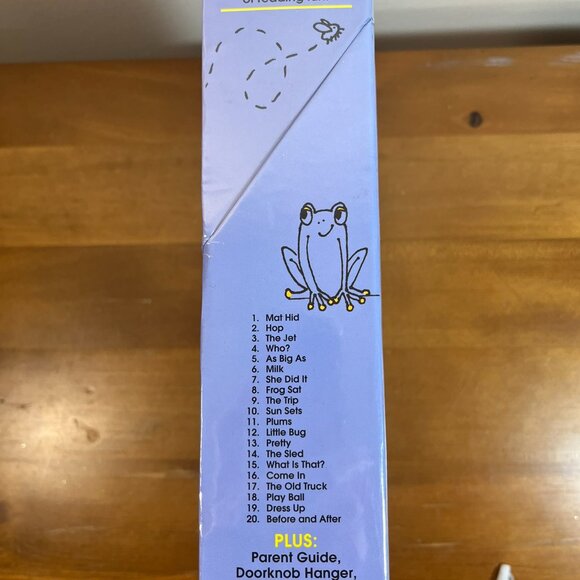 of reading fun!
1. Mat Hid
2. Hop
3. The Jet
4. Who?
5. As Big As
6. Milk
7. She Did It
8. Frog Sat
9. The Trip
10. Sun Sets
11. Plums
12. Little Bug
13. Pretty
14. The Sled
15. What Is That?
16. Come In
17. The Old Truck
18. Play Ball
19. Dress Up
20. Before and After
PLUS:
Parent Guide,
Doorknob Hanger,